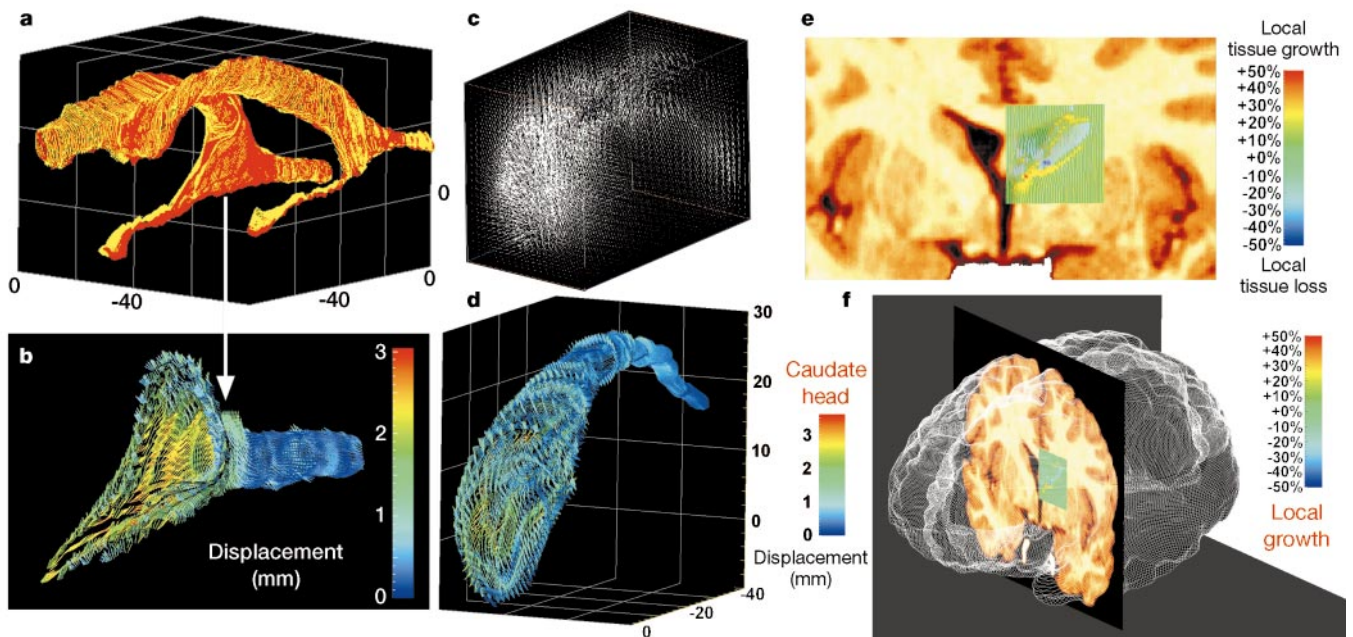 a
0
-40
-40
0
0
b
3
2
1
0
Displacement
(mm)
c
d
30
20
10
0
-40
-20
0
Caudate
head
3
2
1
0
Displacement
(mm)
e
Local
tissue growth
+50%
+40%
+30%
+20%
+10%
+0%
-10%
-20%
-30%
-40%
-50%
Local
tissue loss
f
+50%
+40%
+30%
+20%
+10%
+0%
-10%
-20%
-30%
-40%
-50%
Local
growth